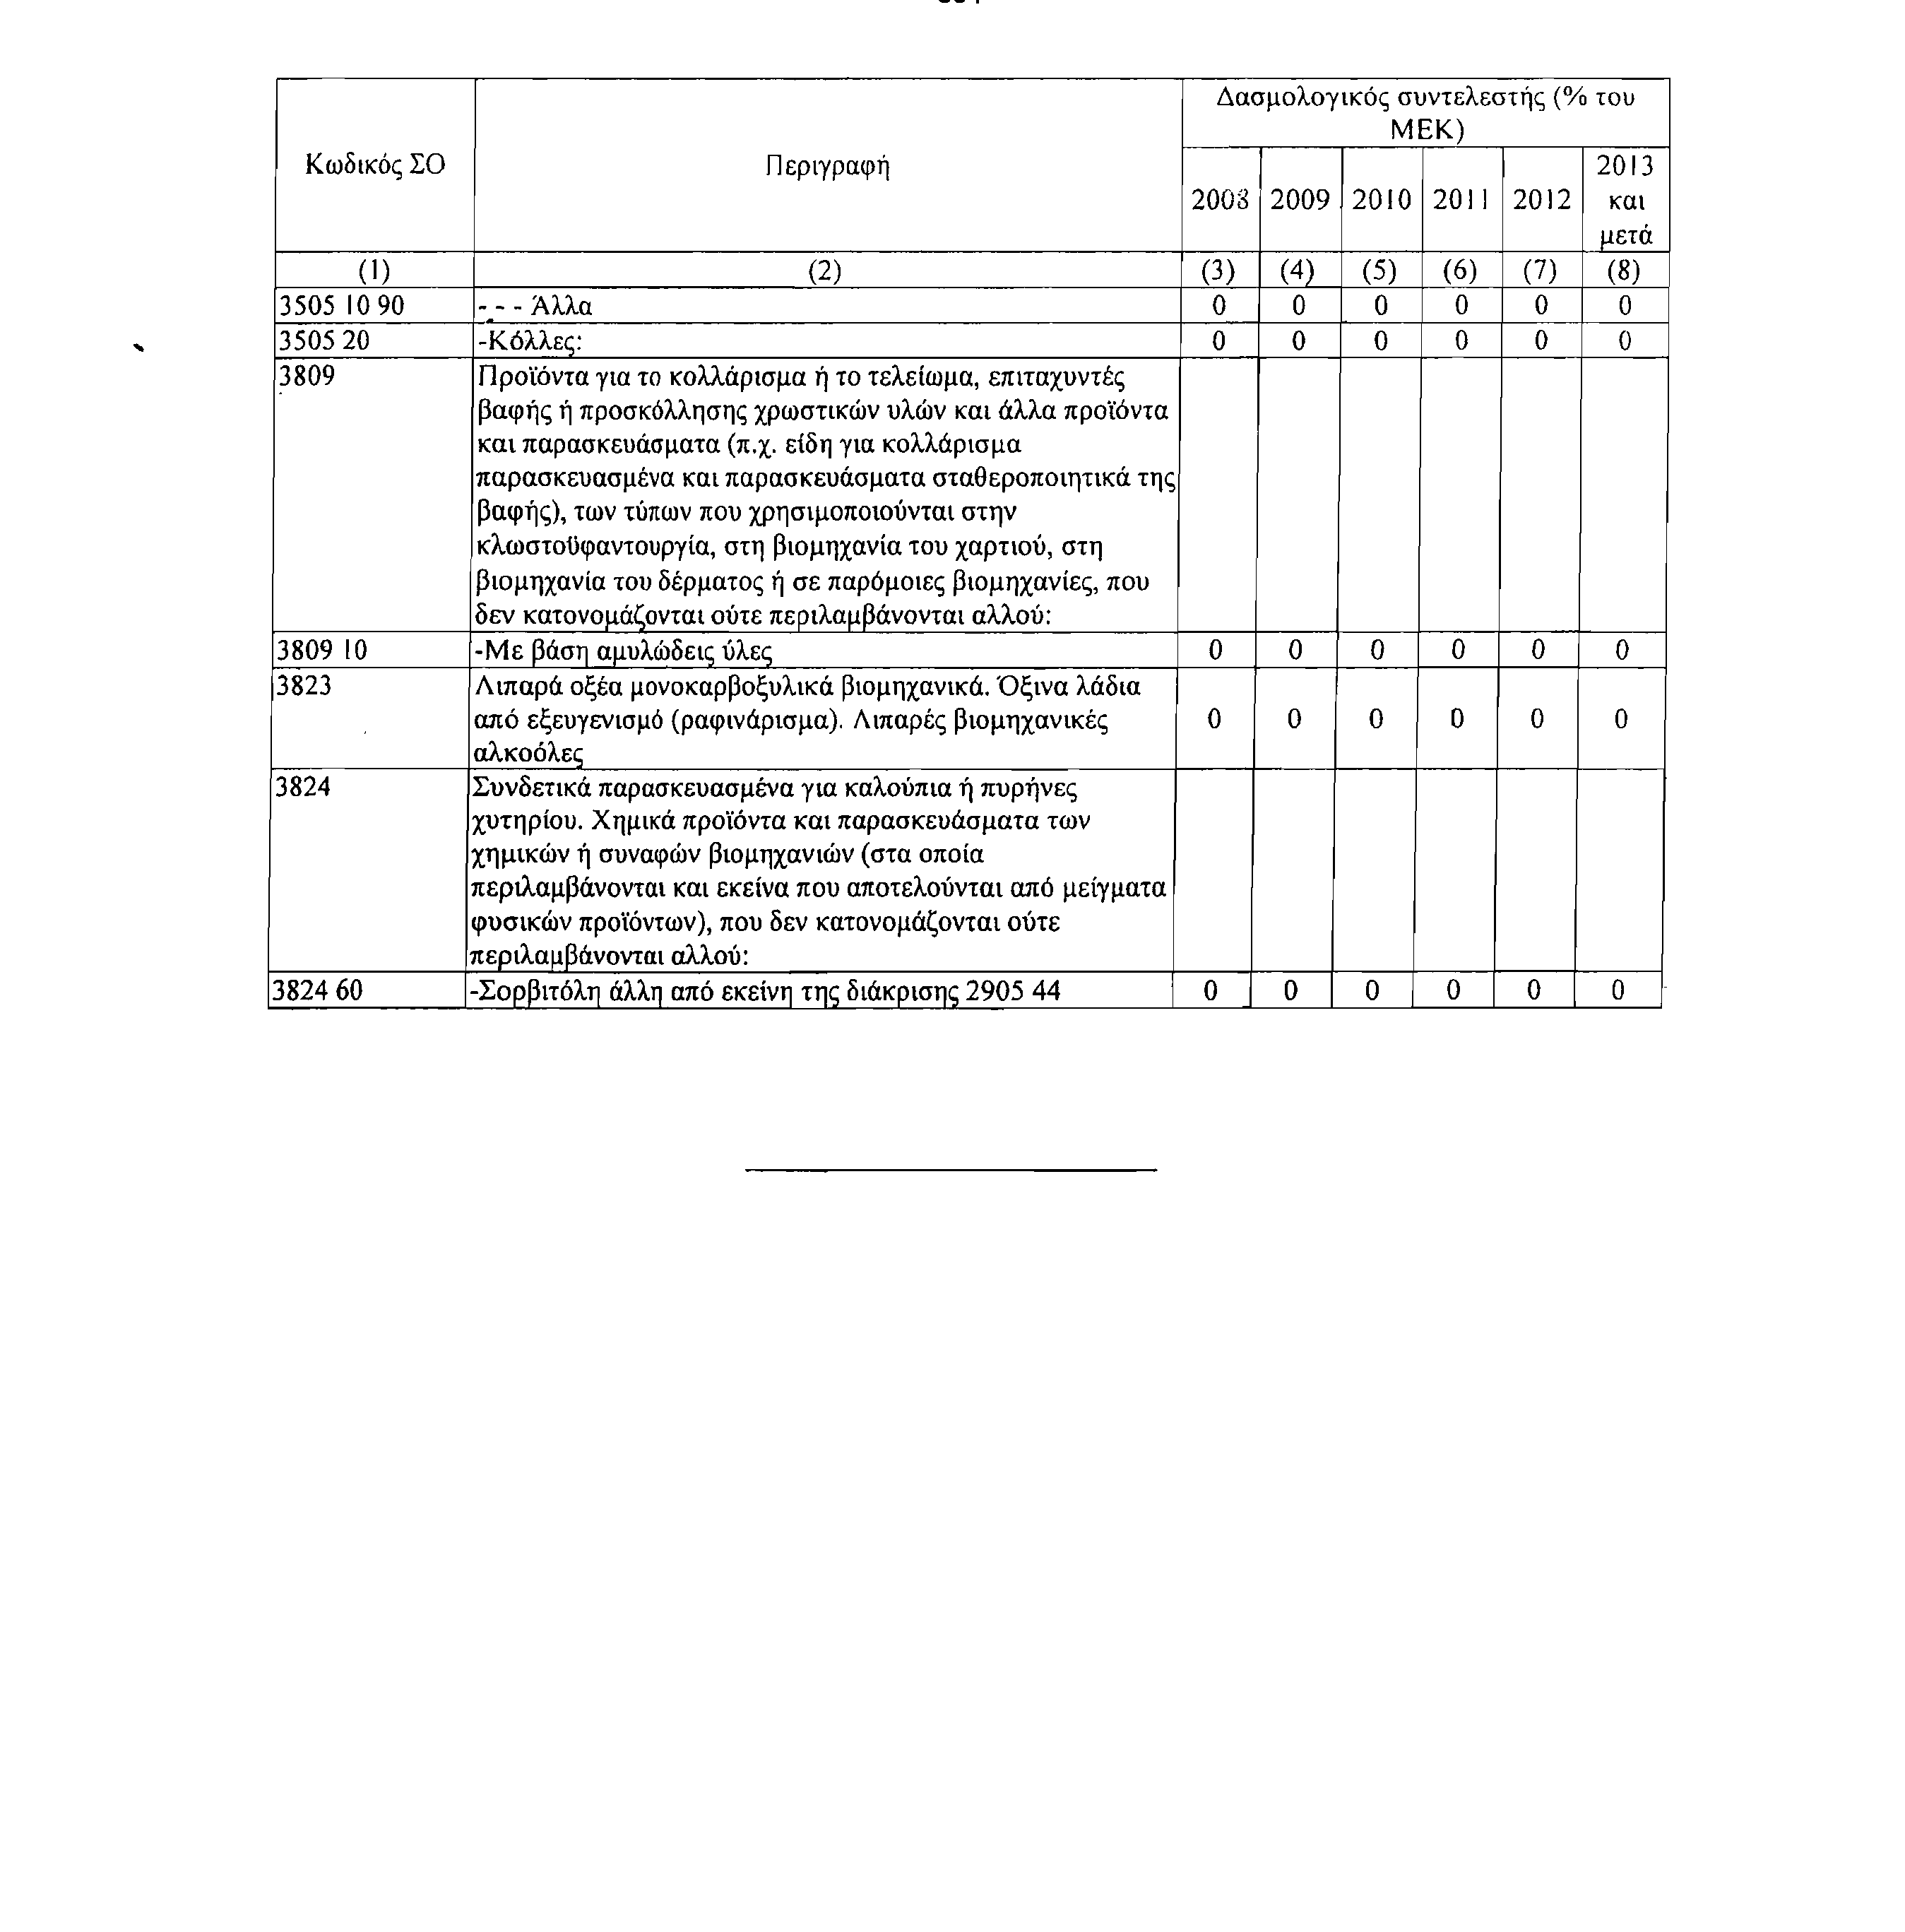 Κωδικός ΣΟ Περιγραφή Δασμολογικός συντελεστής (% του
ΜΕΚ)
2008 2009 2010 2011 2012 2013
και
μετά
(1) (2) (3) (4) (5) (6) (7) (8)
3505 10 90 - - - Άλλα 0 0 0 0 0 0
3505 20 -Κόλλες: 0 0 0 0 0 0
3809 Προϊόντα για το κολλάρισμα ή το τελείωμα, επιταχυντές
βαφής ή προσκόλλησης χρωστικών υλών και άλλα προϊόντα
και παρασκευάσματα (π.χ. είδη για κολλάρισμα
παρασκευασμένα και παρασκευάσματα σταθεροποιητικά της
βαφής), των τύπων που χρησιμοποιούνται στην
κλωστοϋφαντουργία, στη βιομηχανία του χαρτιού, στη
βιομηχανία του δέρματος ή σε παρόμοιες βιομηχανίες, που
δεν κατονομάζονται ούτε περιλαμβάνονται αλλού:
3809 10 -Με βάση αμυλώδεις ύλες 0 0 0 0 0 0
3823 Λιπαρά οξέα μονοκαρβοξυλικά βιομηχανικά. Όξινα λάδια
από εξευγενισμό (ραφινάρισμα). Λιπαρές βιομηχανικές 0 0 0 0 0 0
αλκοόλες
3824 Συνδετικά παρασκευασμένα για καλούπια ή πυρήνες
χυτηρίου. Χημικά προϊόντα και παρασκευάσματα των
χημικών ή συναφών βιομηχανιών (στα οποία
περιλαμβάνονται και εκείνα που αποτελούνται από μείγματα
φυσικών προϊόντων), που δεν κατονομάζονται ούτε
περιλαμβάνονται αλλού:
3824 60 -Σορβιτόλη άλλη από εκείνη της διάκρισης 2905 44 0 0 0 0 0 0